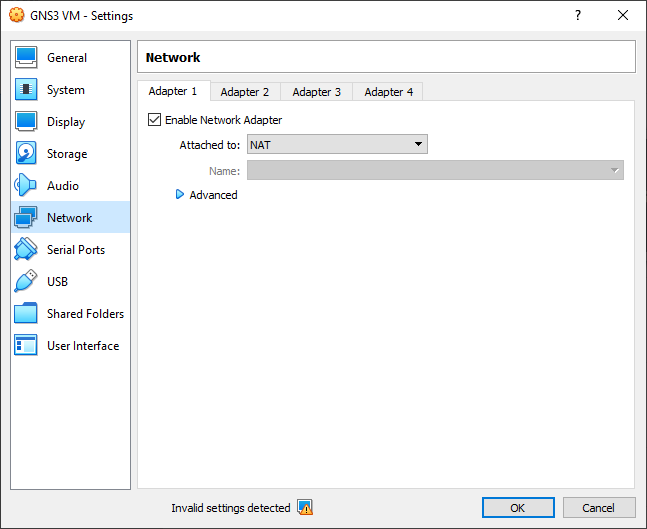 GNS3 VM - Settings
General
System
Display
Storage
Audio
Network
Serial Ports
USB
Shared Folders
User Interface
Network
Adapter 1 Adapter 2 Adapter 3 Adapter 4
Enable Network Adapter
Attached to: NAT
Name:
Advanced
Invalid settings detected OK Cancel